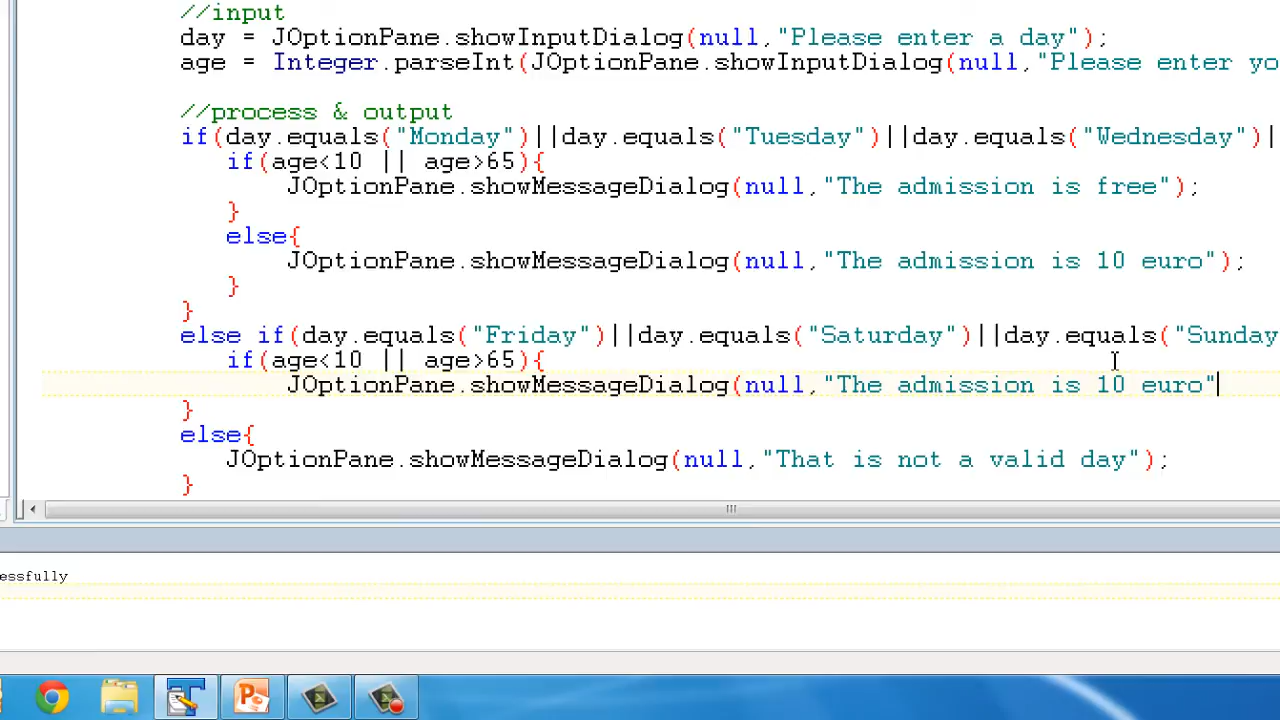 //input
day = JOptionPane.showInputDialog(null,"Please enter a day");
age = Integer.parseInt(JOptionPane.showInputDialog(null,"Please enter yo
//process & output
if(day.equals("Monday")||day.equals("Tuesday")||day.equals("Wednesday")|
if(age<10 || age>65){
JOptionPane.showMessageDialog(null,"The admission is free");
}
else{
JOptionPane.showMessageDialog(null,"The admission is 10 euro");
}
}
else if(day.equals("Friday")||day.equals("Saturday")||day.equals("Sunday
if(age<10 || age>65){
JOptionPane.showMessageDialog(null,"The admission is 10 euro"
}
else{
JOptionPane.showMessageDialog(null,"That is not a valid day");
}
essfully